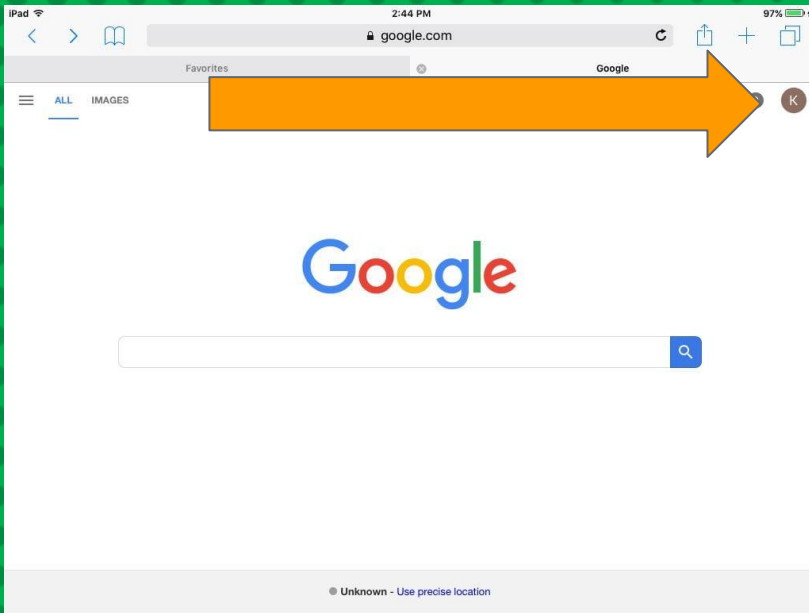 iPad 2:44 PM 97%
google.com
Favorites Google
ALL IMAGES K
Google
Unknown - Use precise location